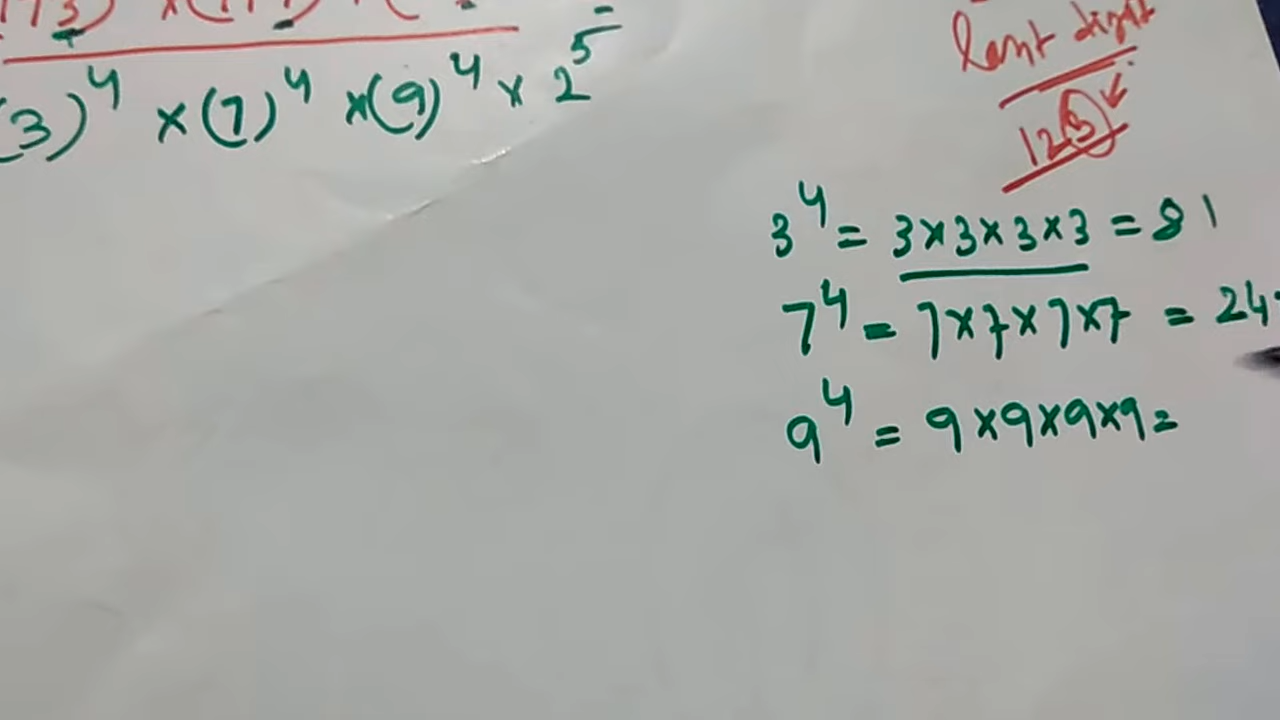 (3)⁴ × (7)⁴ × (9)⁴ × 2⁵
last digit
123
3⁴ = 3×3×3×3 = 81
7⁴ = 7×7×7×7 = 24
9⁴ = 9×9×9×9=